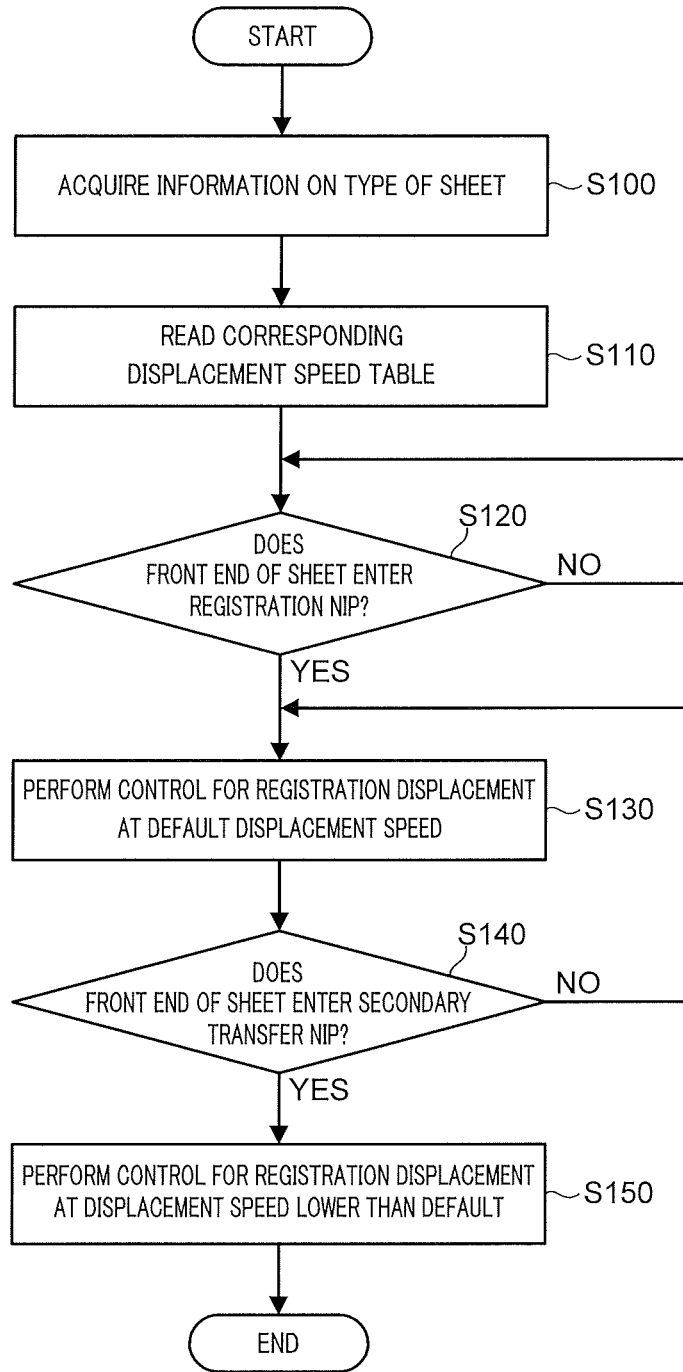 START
ACQUIRE INFORMATION ON TYPE OF SHEET
S100
READ CORRESPONDING
DISPLACEMENT SPEED TABLE
S110
S120
DOES
FRONT END OF SHEET ENTER
REGISTRATION NIP?
NO
YES
PERFORM CONTROL FOR REGISTRATION DISPLACEMENT
AT DEFAULT DISPLACEMENT SPEED
S130
S140
DOES
FRONT END OF SHEET ENTER SECONDARY
TRANSFER NIP?
NO
YES
PERFORM CONTROL FOR REGISTRATION DISPLACEMENT
AT DISPLACEMENT SPEED LOWER THAN DEFAULT
S150
END